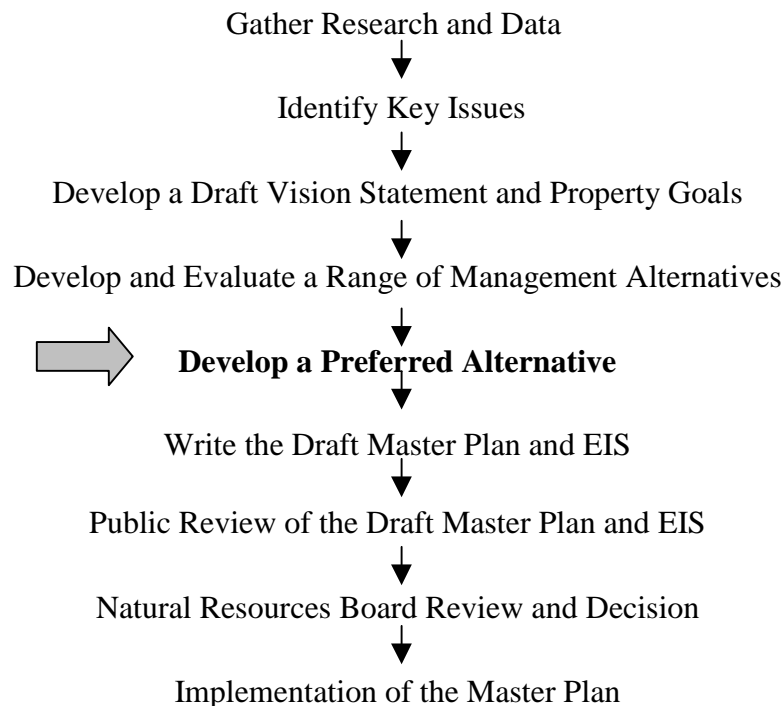 Gather Research and Data
Identify Key Issues
Develop a Draft Vision Statement and Property Goals
Develop and Evaluate a Range of Management Alternatives
Develop a Preferred Alternative
Write the Draft Master Plan and EIS
Public Review of the Draft Master Plan and EIS
Natural Resources Board Review and Decision
Implementation of the Master Plan